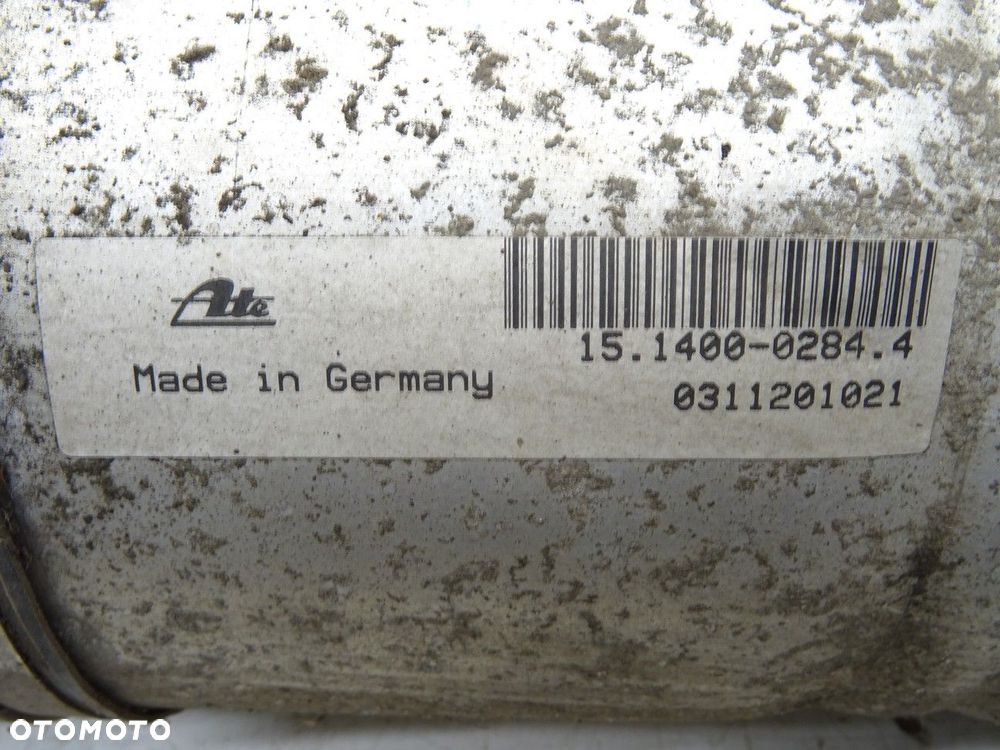 Ate
15.1400-0284.4
Made in Germany
0311201021
OTOMOTO